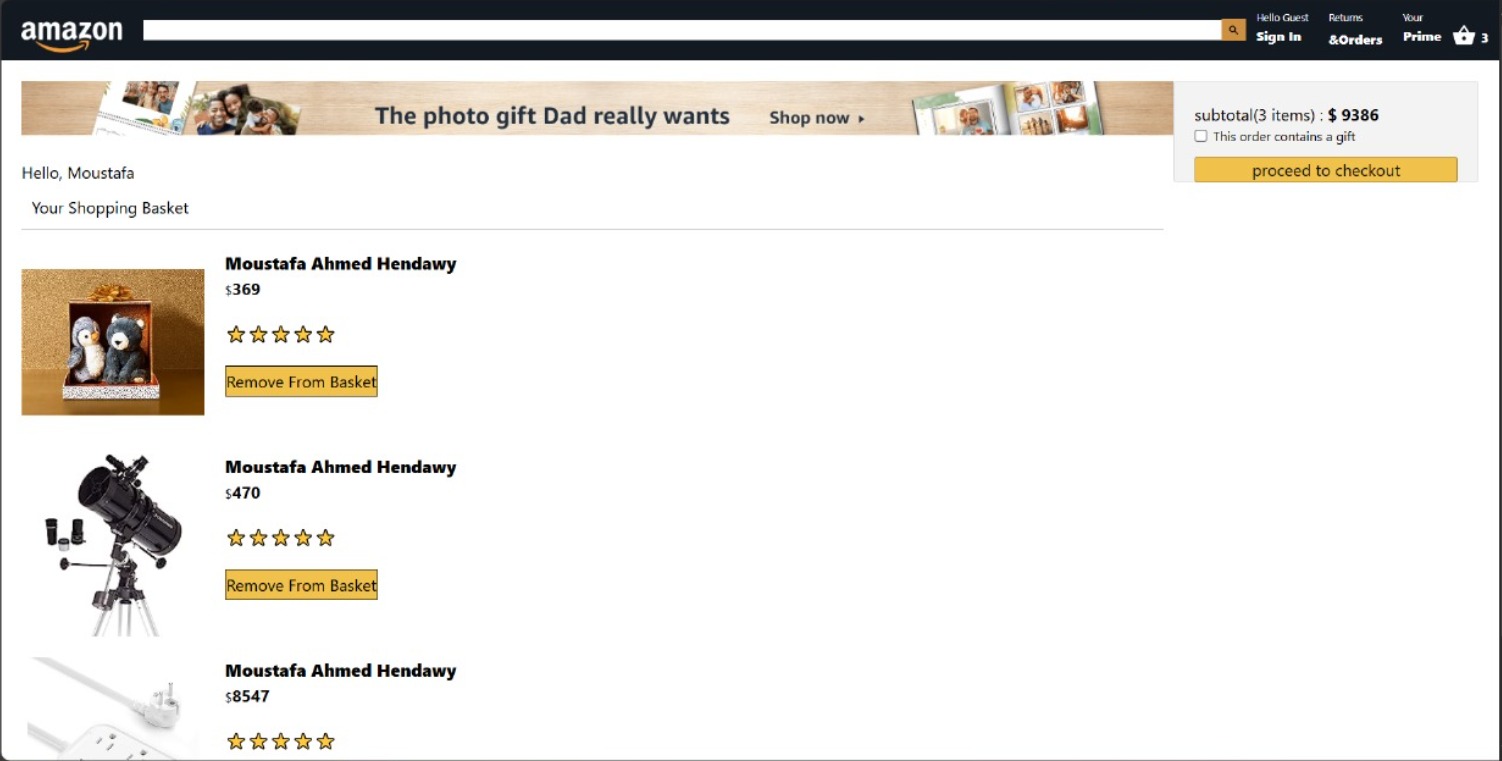 amazon
Hello Guest
Sign In
Returns
&Orders
Your
Prime
3
The photo gift Dad really wants
Shop now
subtotal(3 items) : $ 9386
This order contains a gift
proceed to checkout
Hello, Moustafa
Your Shopping Basket
Moustafa Ahmed Hendawy
$369
Remove From Basket
Moustafa Ahmed Hendawy
$470
Remove From Basket
Moustafa Ahmed Hendawy
$8547